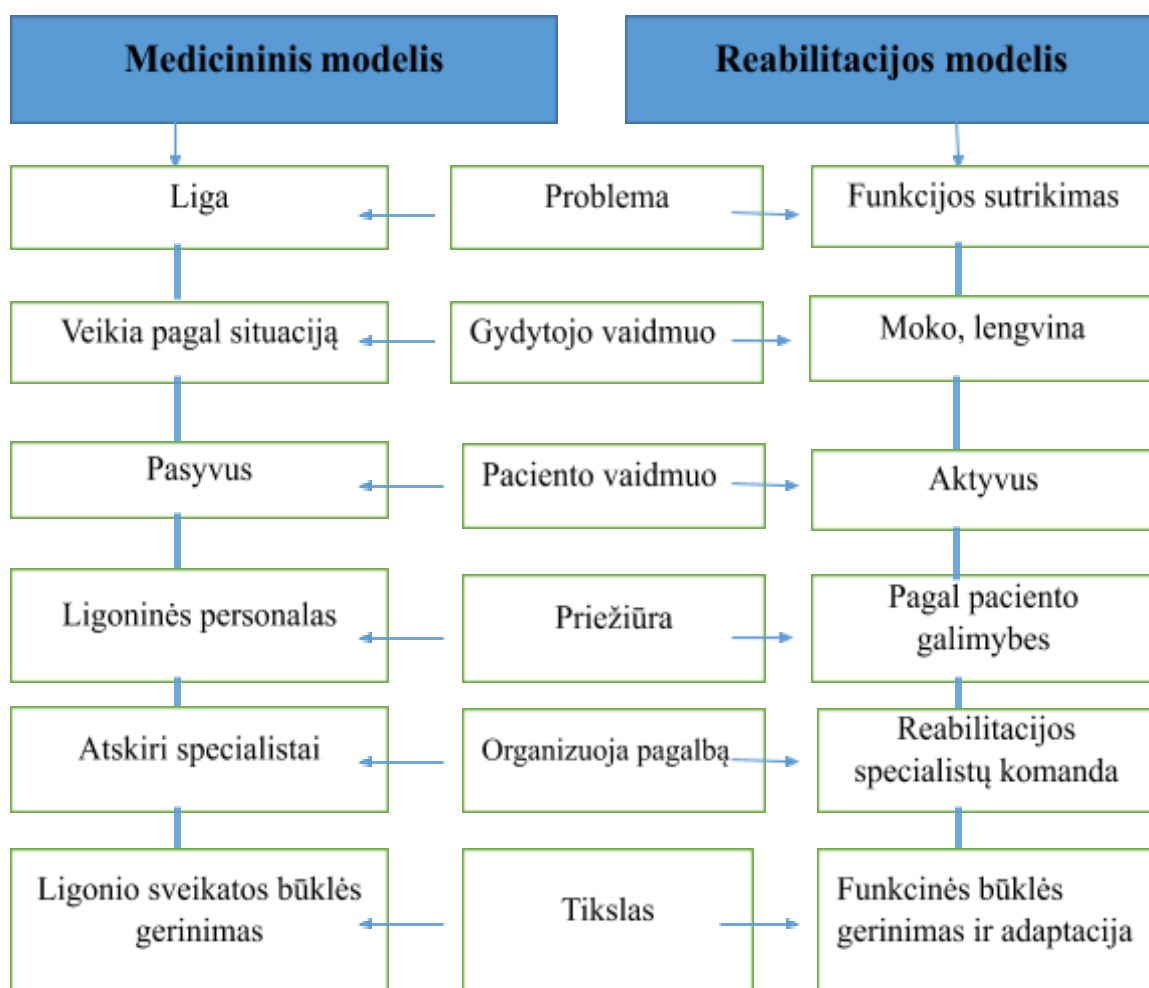 Medicininis modelis
Reabilitacijos modelis
Liga
Problema
Funkcijos sutrikimas
Veikia pagal situaciją
Gydytojo vaidmuo
Moko, lengvina
Pasyvus
Paciento vaidmuo
Aktyvus
Ligoninės personalas
Priežiūra
Pagal paciento
galimybes
Atskiri specialistai
Organizuoja pagalbą
Reabilitacijos
specialistų komanda
Ligonio sveikatos būklės
gerinimas
Tikslas
Funkcinės būklės
gerinimas ir adaptacija